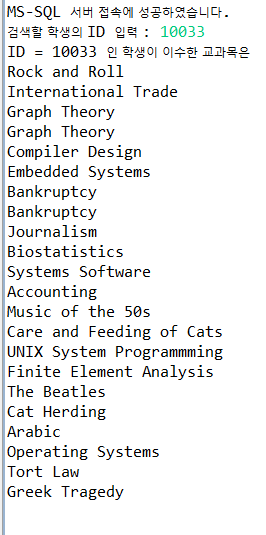 MS-SQL 서버 접속에 성공하였습니다.
검색할 학생의 ID 입력 : 10033
ID = 10033 인 학생이 이수한 교과목은
Rock and Roll
International Trade
Graph Theory
Graph Theory
Compiler Design
Embedded Systems
Bankruptcy
Bankruptcy
Journalism
Biostatistics
Systems Software
Accounting
Music of the 50s
Care and Feeding of Cats
UNIX System Programmming
Finite Element Analysis
The Beatles
Cat Herding
Arabic
Operating Systems
Tort Law
Greek Tragedy